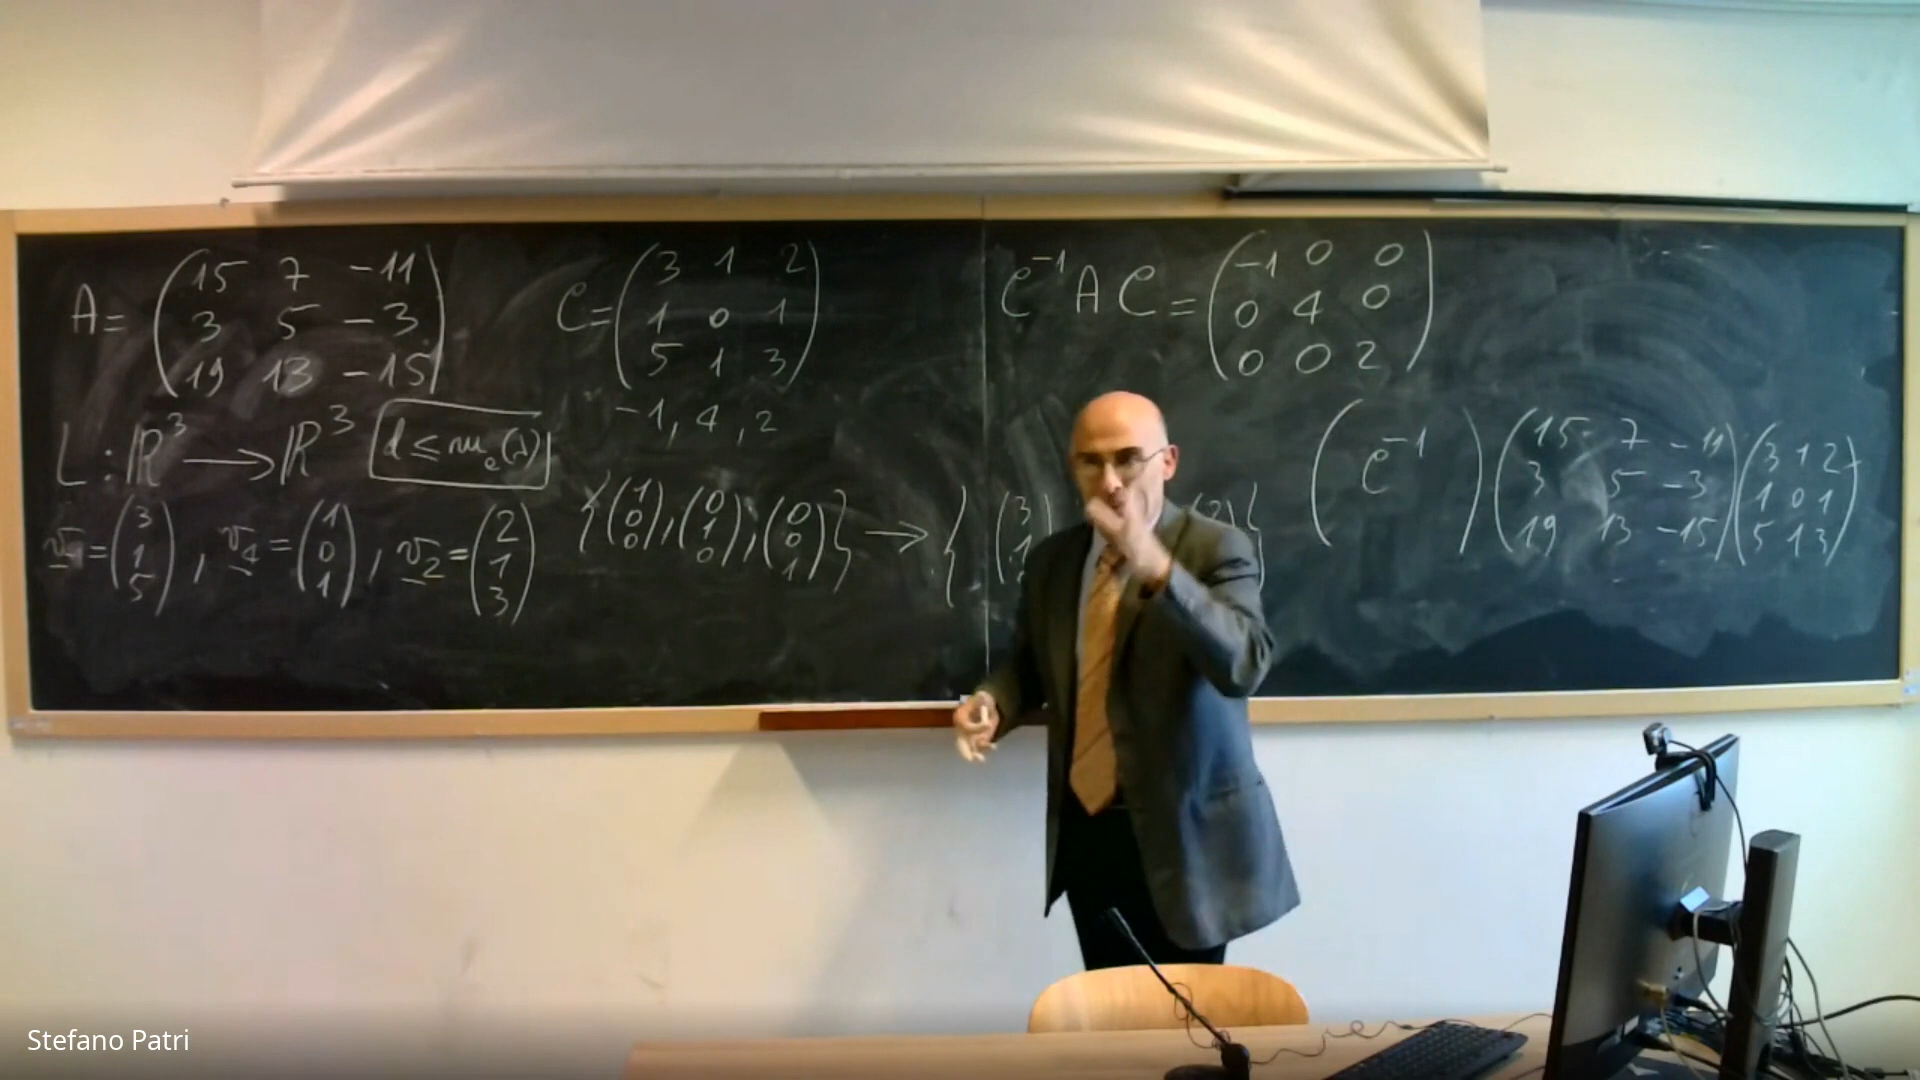 A = ( 15 7 -11 )
( 3 5 -3 )
( 19 13 -15 )
L : ℝ³ → ℝ³ d ≤ m_e(λ)
v₋₁ = ( 3 1 5 ) , v₄ = ( 1 0 1 ) , v₂ = ( 2 1 3 )
C = ( 3 1 2 )
( 1 0 1 )
( 5 1 3 )
-1, 4, 2
{ ( 1 0 0 ) , ( 0 1 0 ) , ( 0 0 1 ) } → { ( 3 1
C⁻¹ A C = ( -1 0 0 )
( 0 4 0 )
( 0 0 2 )
( C⁻¹ ) ( 15 7 -11 ) ( 3 1 2 )
( 3 5 -3 ) ( 1 0 1 )
( 19 13 -15 ) ( 5 1 3 )
Stefano Patri